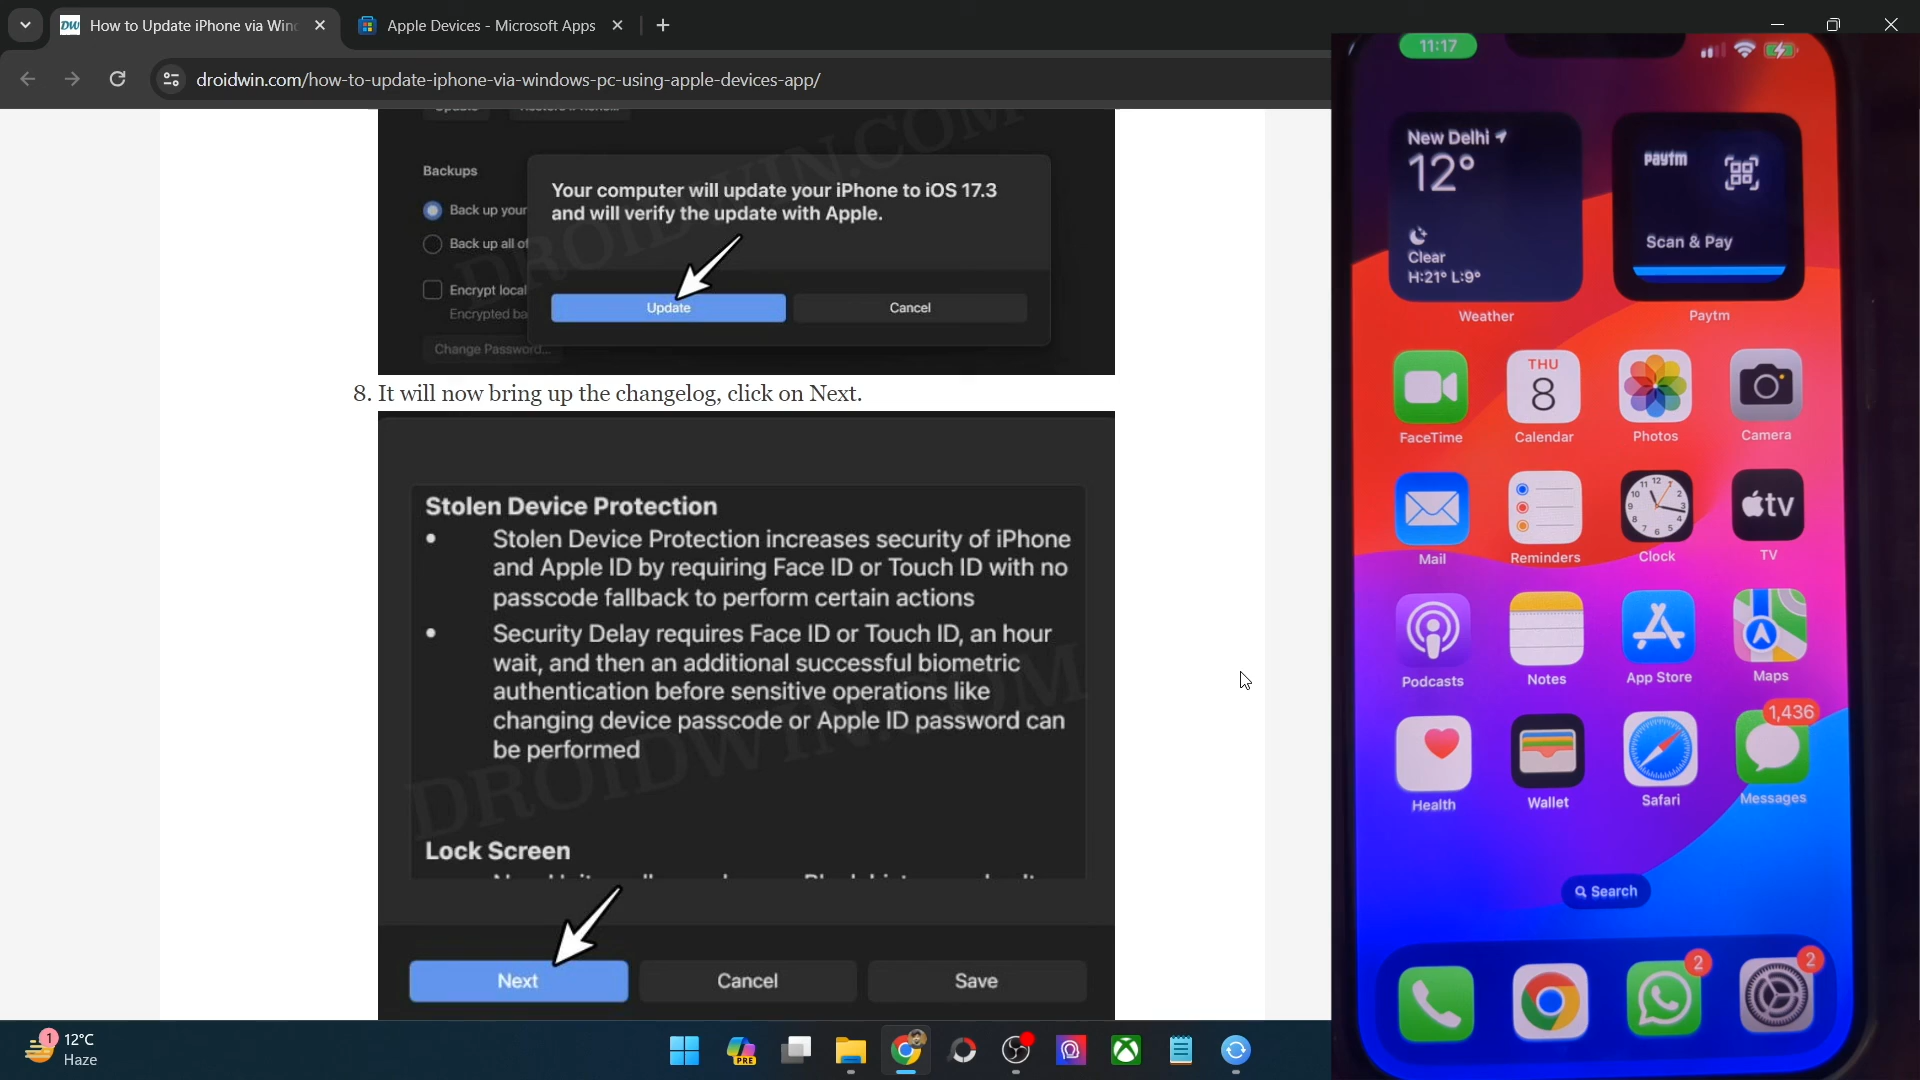 DW How to Update iPhone via Win
Apple Devices - Microsoft Apps
droidwin.com/how-to-update-iphone-via-windows-pc-using-apple-devices-app/
DROIDWIN.COM
Backups
Back up your
Back up all of
Encrypt local
Encrypted ba
Change Password...
Your computer will update your iPhone to iOS 17.3
and will verify the update with Apple.
Update
Cancel
8. It will now bring up the changelog, click on Next.
Stolen Device Protection
• Stolen Device Protection increases security of iPhone
and Apple ID by requiring Face ID or Touch ID with no
passcode fallback to perform certain actions
• Security Delay requires Face ID or Touch ID, an hour
wait, and then an additional successful biometric
authentication before sensitive operations like
changing device passcode or Apple ID password can
be performed
DROIDWIN.COM
Lock Screen
Next
Cancel
Save
1
12°C
Haze
PRE
11:17
New Delhi
12°
Clear
H:21° L:9°
Weather
paytm
Scan & Pay
Paytm
FaceTime
THU
8
Calendar
Photos
Camera
Mail
Reminders
Clock
tv
TV
Podcasts
Notes
App Store
Maps
Health
Wallet
Safari
1,436
Messages
Search
2
2